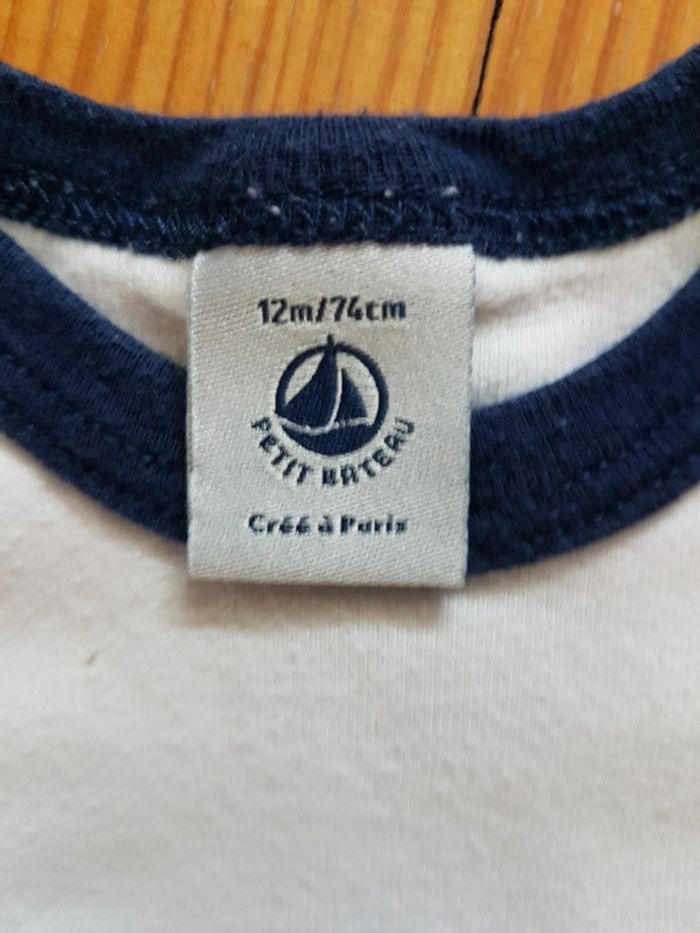 12m/74cm
PETIT BATEAU
Créé à Paris